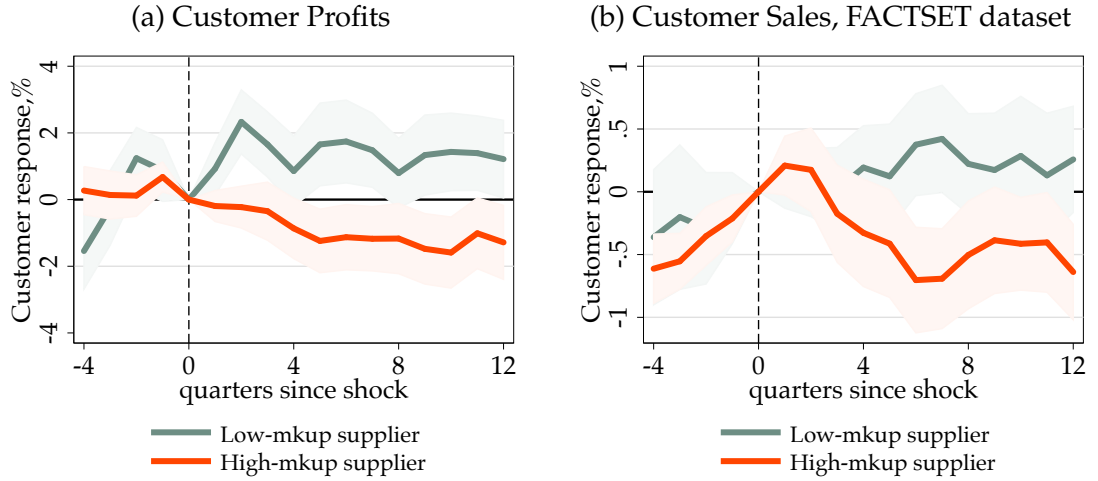 (a) Customer Profits
Customer response,%
4
2
0
2
-4
-4 0 4 8 12
quarters since shock
Low-mkup supplier
High-mkup supplier
(b) Customer Sales, FACTSET dataset
Customer response,%
1
.5
0
-.5
-1
-4 0 4 8 12
quarters since shock
Low-mkup supplier
High-mkup supplier